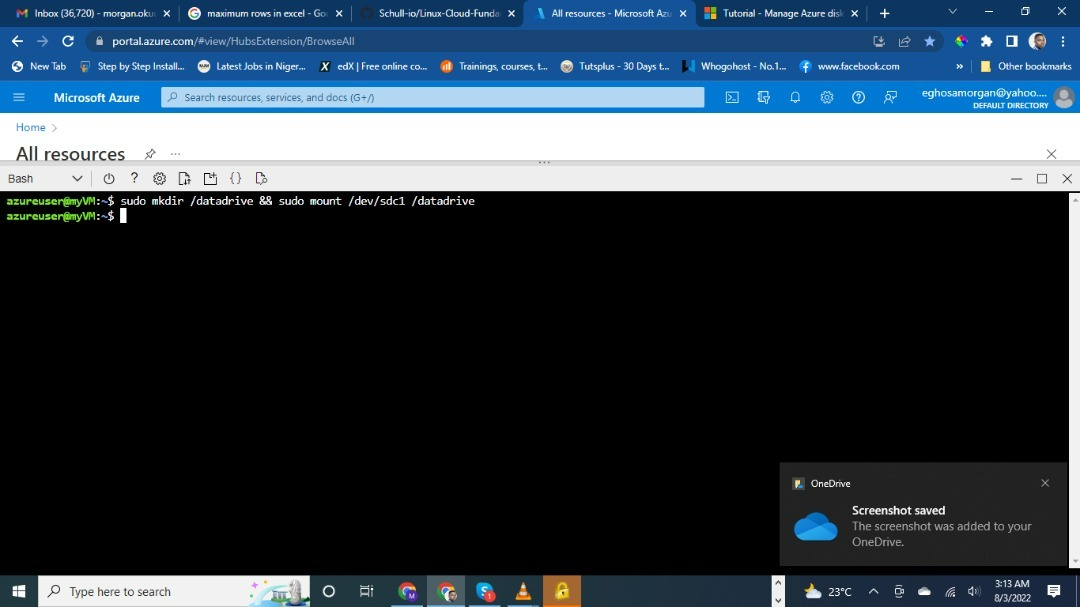 Inbox (36,720) - morgan.oku
maximum rows in excel - Go
Schull-io/Linux-Cloud-Funda
All resources - Microsoft Azu
Tutorial - Manage Azure disk
portal.azure.com/#view/HubsExtension/BrowseAll
New Tab
Step by Step Install...
Latest Jobs in Niger...
edX | Free online co...
Trainings, courses, t...
Tutsplus - 30 Days t...
Whogohost - No.1...
www.facebook.com
»
Other bookmarks
Microsoft Azure
Search resources, services, and docs (G+/)
eghosamorgan@yahoo....
DEFAULT DIRECTORY
Home >
All resources
...
Bash
azureuser@myVM:~$ sudo mkdir /datadrive && sudo mount /dev/sdc1 /datadrive
azureuser@myVM:~$
OneDrive
Screenshot saved
The screenshot was added to your
OneDrive.
Type here to search
23°C
3:13 AM
8/3/2022